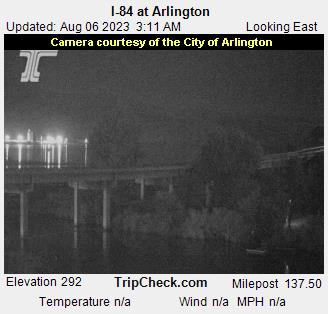 I-84 at Arlington
Updated: Aug 06 2023 3:11 AM Looking East
Camera courtesy of the City of Arlington
Elevation 292 TripCheck.com Milepost 137.50
Temperature n/a Wind n/a MPH n/a